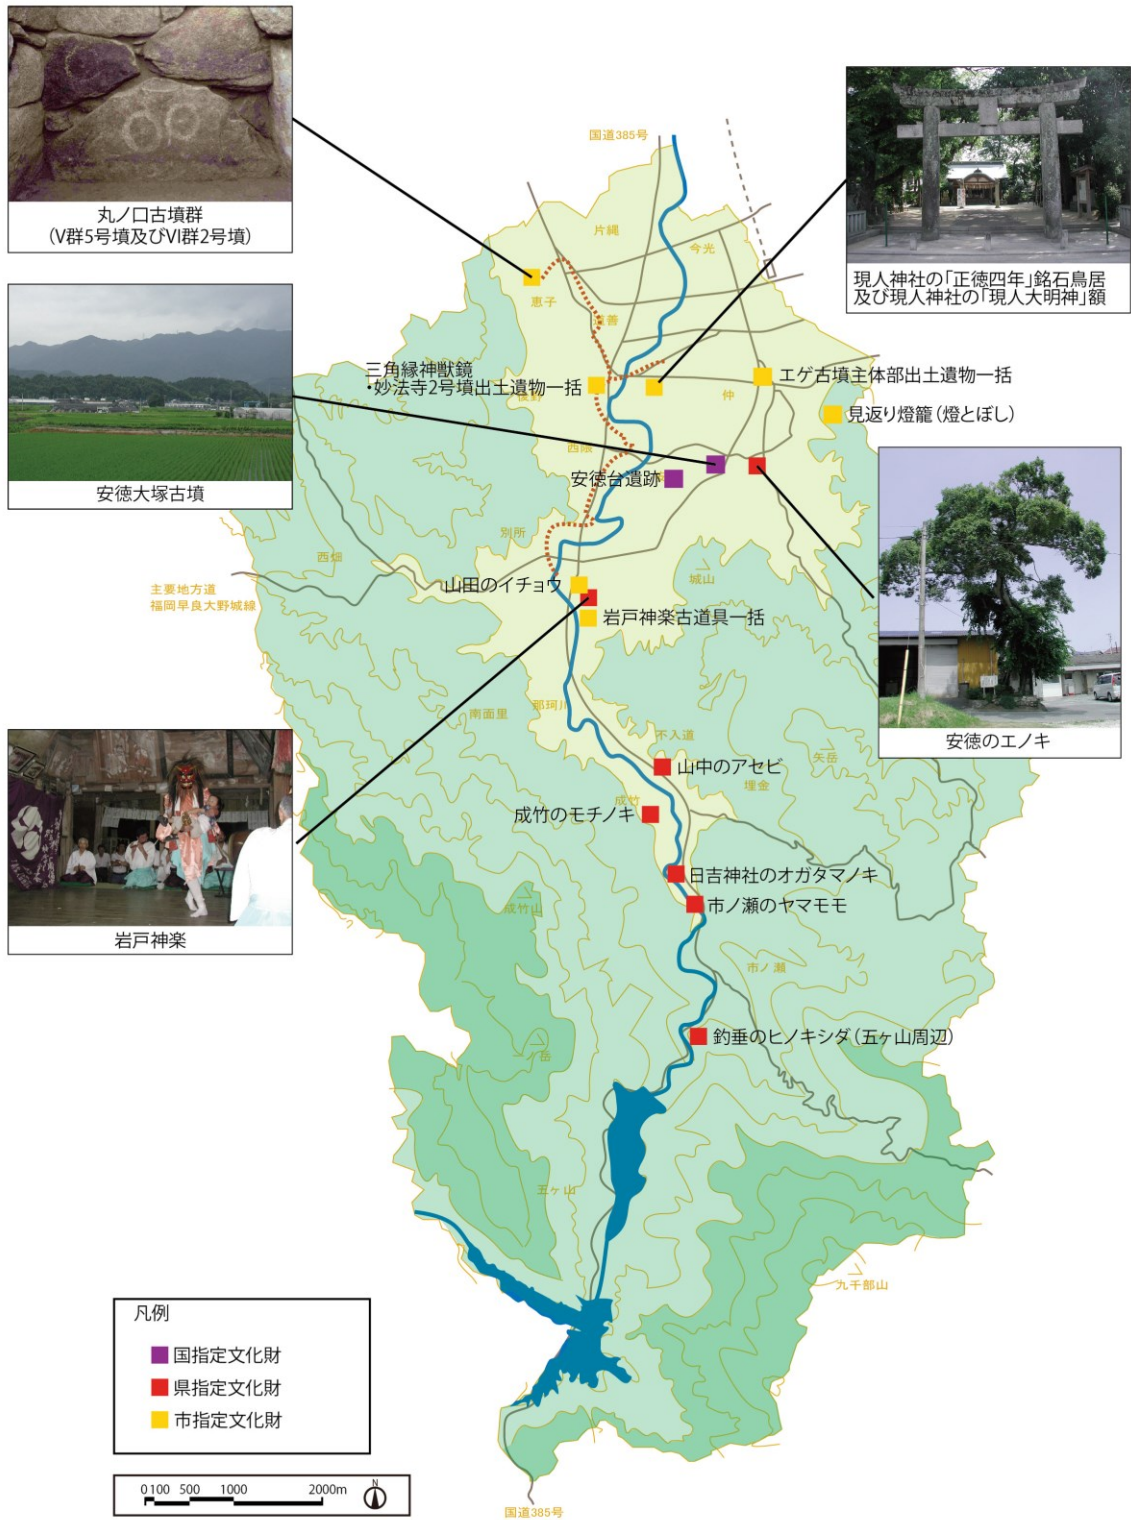 国道385号
丸ノ口古墳群
(V群5号墳及びVI群2号墳)
現人神社の「正徳四年」銘石鳥居
及び現人神社の「現人大明神」額
片縄
今光
恵子
道善
三角縁神獣鏡
・妙法寺2号墳出土遺物一括
後野
仲
エゲ古墳主体部出土遺物一括
見返り燈籠(燈とぼし)
西隈
安徳台遺跡
安徳大塚古墳
別所
西畑
主要地方道
福岡早良大野城線
山田のイチョウ
城山
岩戸神楽古道具一括
安徳のエノキ
那珂川
南面里
不入道
山中のアセビ
矢岳
埋金
成竹
成竹のモチノキ
日吉神社のオガタマノキ
市ノ瀬のヤマモモ
成竹山
岩戸神楽
市ノ瀬
釣垂のヒノキシダ(五ヶ山周辺)
一ノ岳
五ヶ山
九千部山
凡例
国指定文化財
県指定文化財
市指定文化財
0 100 500 1000 2000m
N
国道385号